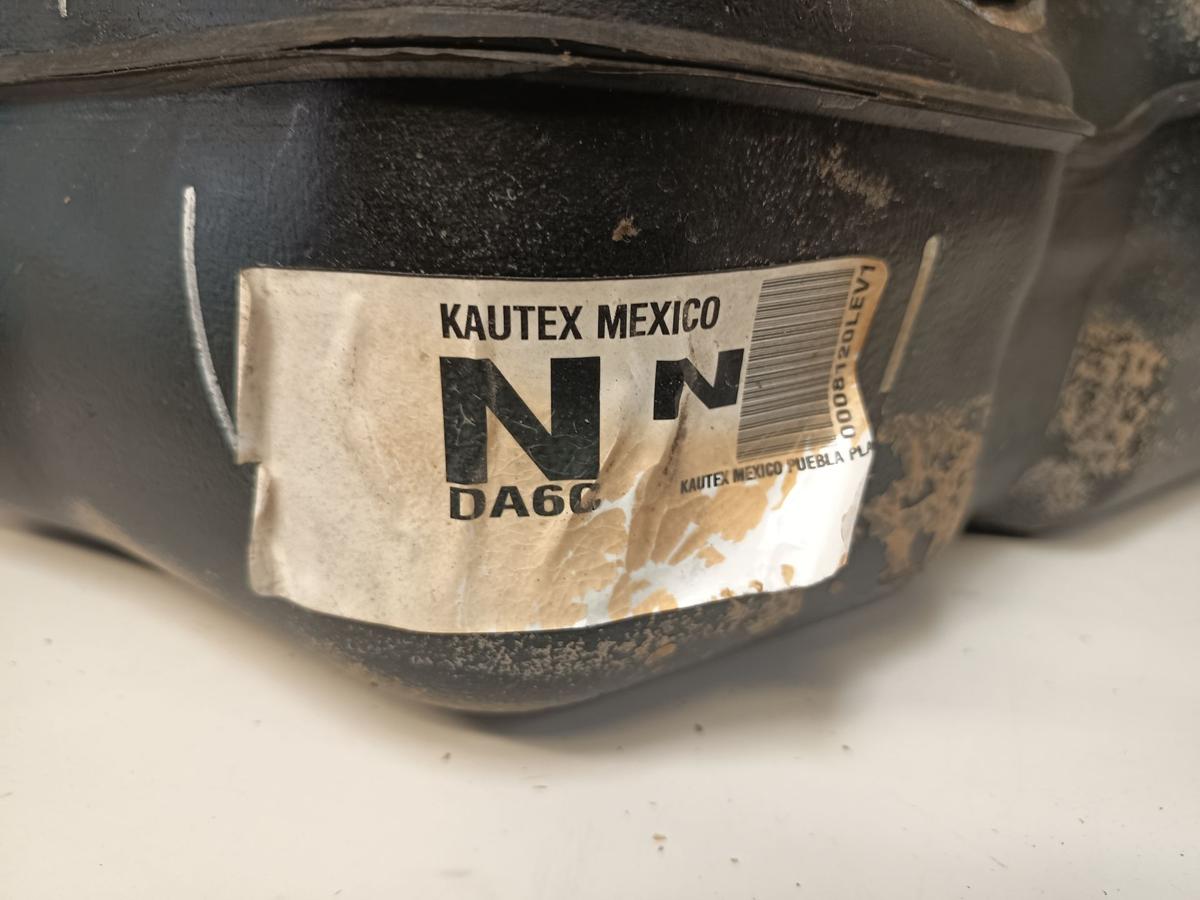 KAUTEX MEXICO
N N
DA6C
0008120LEV1
KAUTEX MEXICO PUEBLA PLA